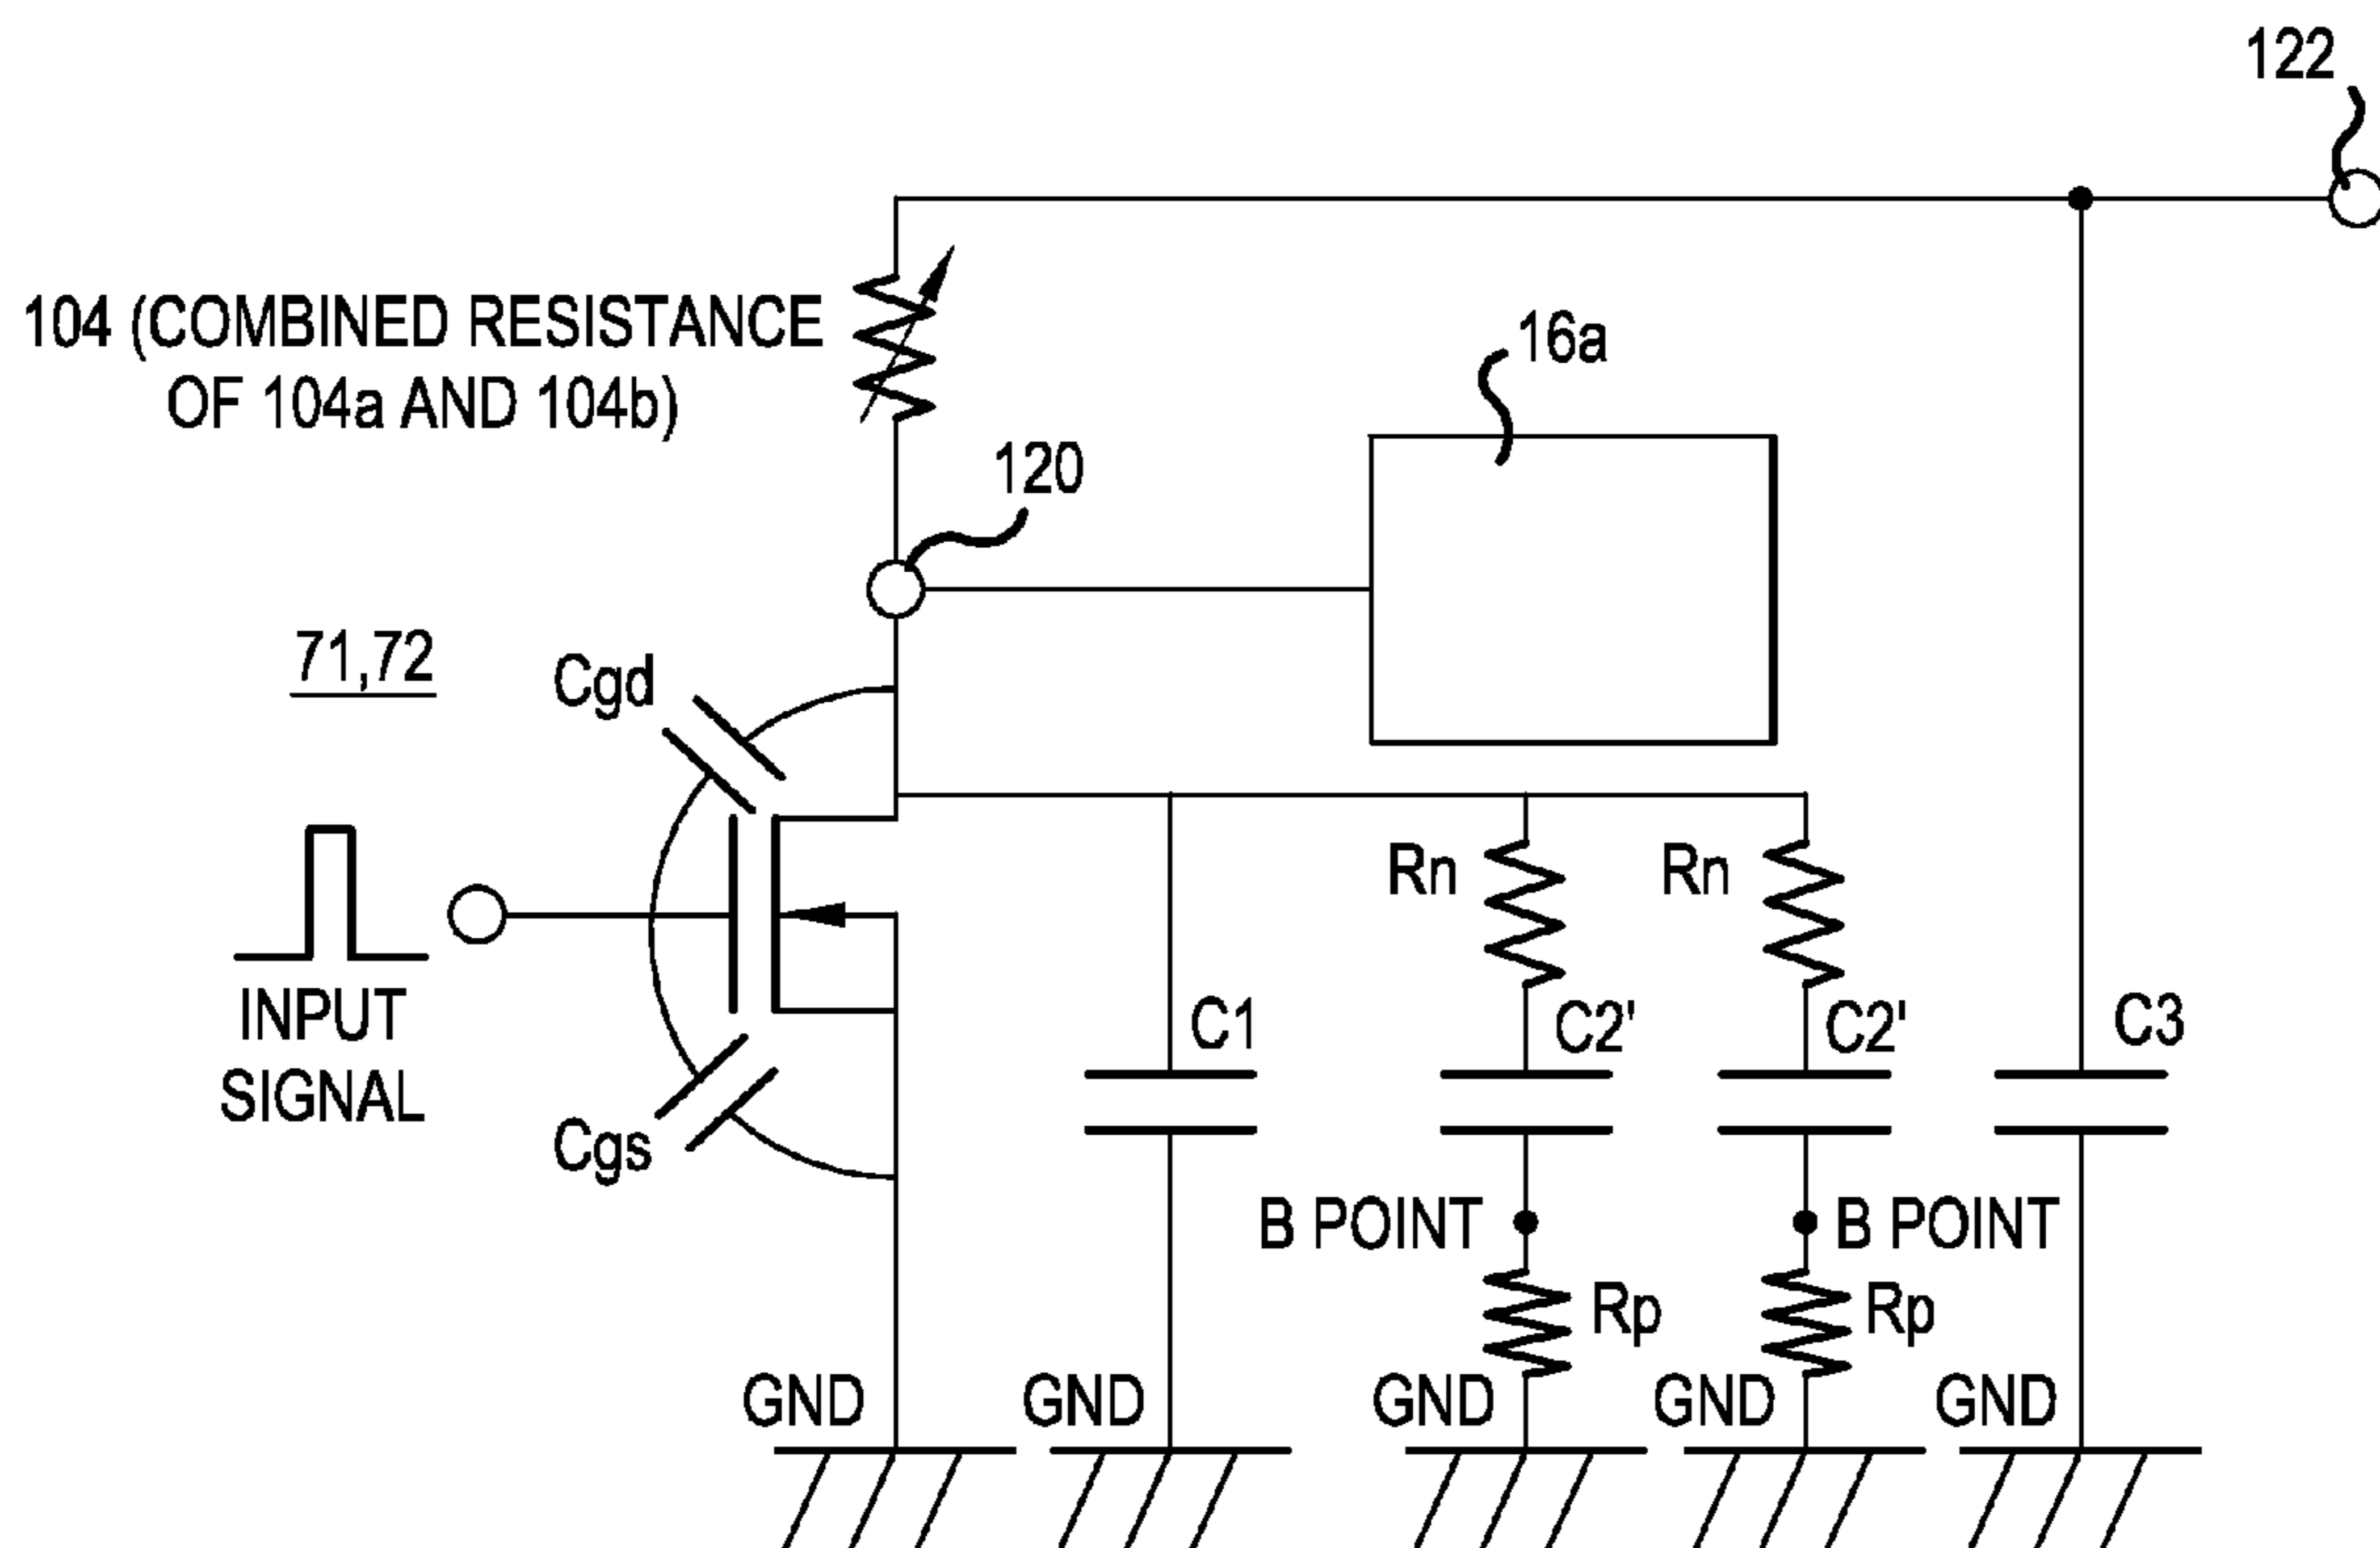 122
104 (COMBINED RESISTANCE
OF 104a AND 104b)
16a
120
71,72
Cgd
Rn
Rn
INPUT
SIGNAL
C1
C2'
C2'
C3
Cgs
B POINT
B POINT
Rp
Rp
GND
GND
GND
GND
GND